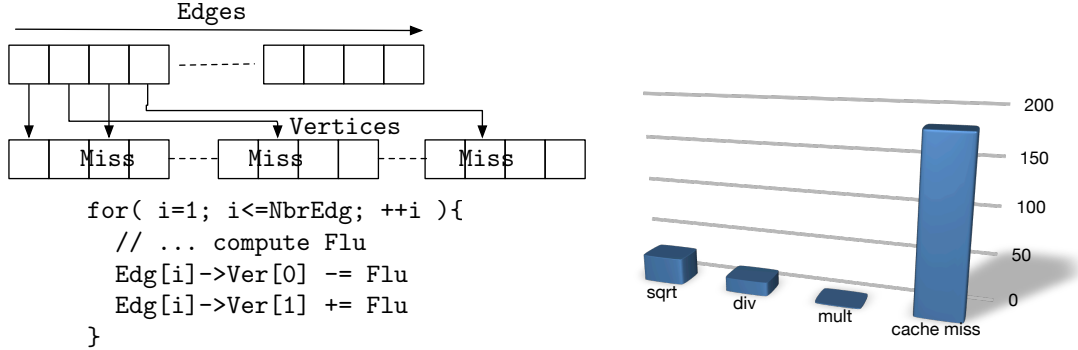 Edges
Vertices
Miss Miss Miss
for( i=1; i<=NbrEdg; ++i ){
// ... compute Flu
Edg[i]->Ver[0] -= Flu
Edg[i]->Ver[1] += Flu
}
200
150
100
50
0
sqrt
div
mult
cache miss